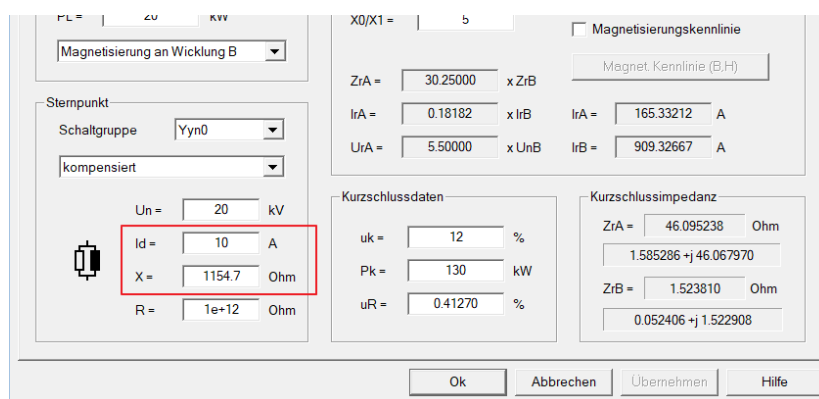 PL = 20 kW
Magnetisierung an Wicklung B
Sternpunkt
Schaltgruppe Yyn0
kompensiert
Un = 20 kV
Id = 10 A
X = 1154.7 Ohm
R = 1e+12 Ohm
X0/X1 = 5
Magnetisierungskennlinie
Magnet. Kennlinie (B,H)
ZrA = 30.25000 x ZrB
IrA = 0.18182 x IrB IrA = 165.33212 A
UrA = 5.50000 x UnB IrB = 909.32667 A
Kurzschlussdaten
uk = 12 %
Pk = 130 kW
uR = 0.41270 %
Kurzschlussimpedanz
ZrA = 46.095238 Ohm
1.585286 +j 46.067970
ZrB = 1.523810 Ohm
0.052406 +j 1.522908
Ok Abbrechen Übernehmen Hilfe